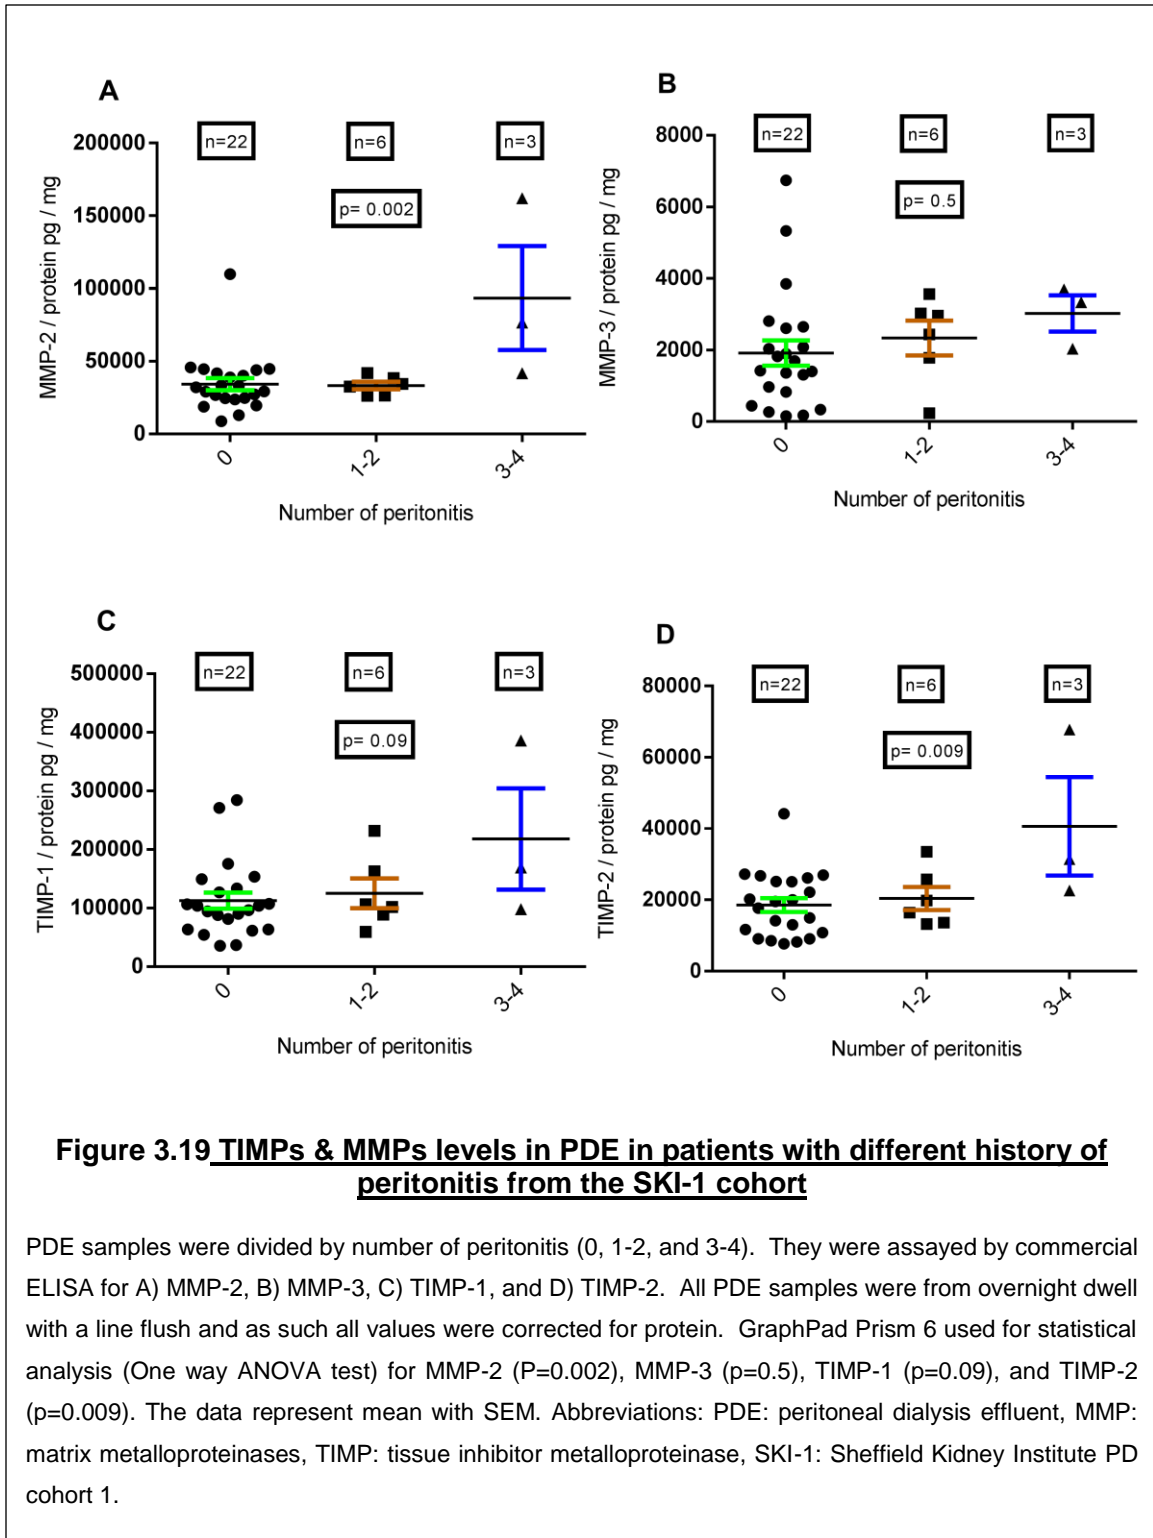 A
n=22
n=6
n=3
p= 0.002
200000
150000
100000
50000
0
MMP-2 / protein pg / mg
0
1-2
3-4
Number of peritonitis
B
n=22
n=6
n=3
p= 0.5
8000
6000
4000
2000
0
MMP-3 / protein pg / mg
0
1-2
3-4
Number of peritonitis
C
n=22
n=6
n=3
p= 0.09
500000
400000
300000
200000
100000
0
TIMP-1 / protein pg / mg
0
1-2
3-4
Number of peritonitis
D
n=22
n=6
n=3
p= 0.009
80000
60000
40000
20000
0
TIMP-2 / protein pg / mg
0
1-2
3-4
Number of peritonitis
Figure 3.19 TIMPs & MMPs levels in PDE in patients with different history of
peritonitis from the SKI-1 cohort
PDE samples were divided by number of peritonitis (0, 1-2, and 3-4). They were assayed by commercial
ELISA for A) MMP-2, B) MMP-3, C) TIMP-1, and D) TIMP-2. All PDE samples were from overnight dwell
with a line flush and as such all values were corrected for protein. GraphPad Prism 6 used for statistical
analysis (One way ANOVA test) for MMP-2 (P=0.002), MMP-3 (p=0.5), TIMP-1 (p=0.09), and TIMP-2
(p=0.009). The data represent mean with SEM. Abbreviations: PDE: peritoneal dialysis effluent, MMP:
matrix metalloproteinases, TIMP: tissue inhibitor metalloproteinase, SKI-1: Sheffield Kidney Institute PD
cohort 1.